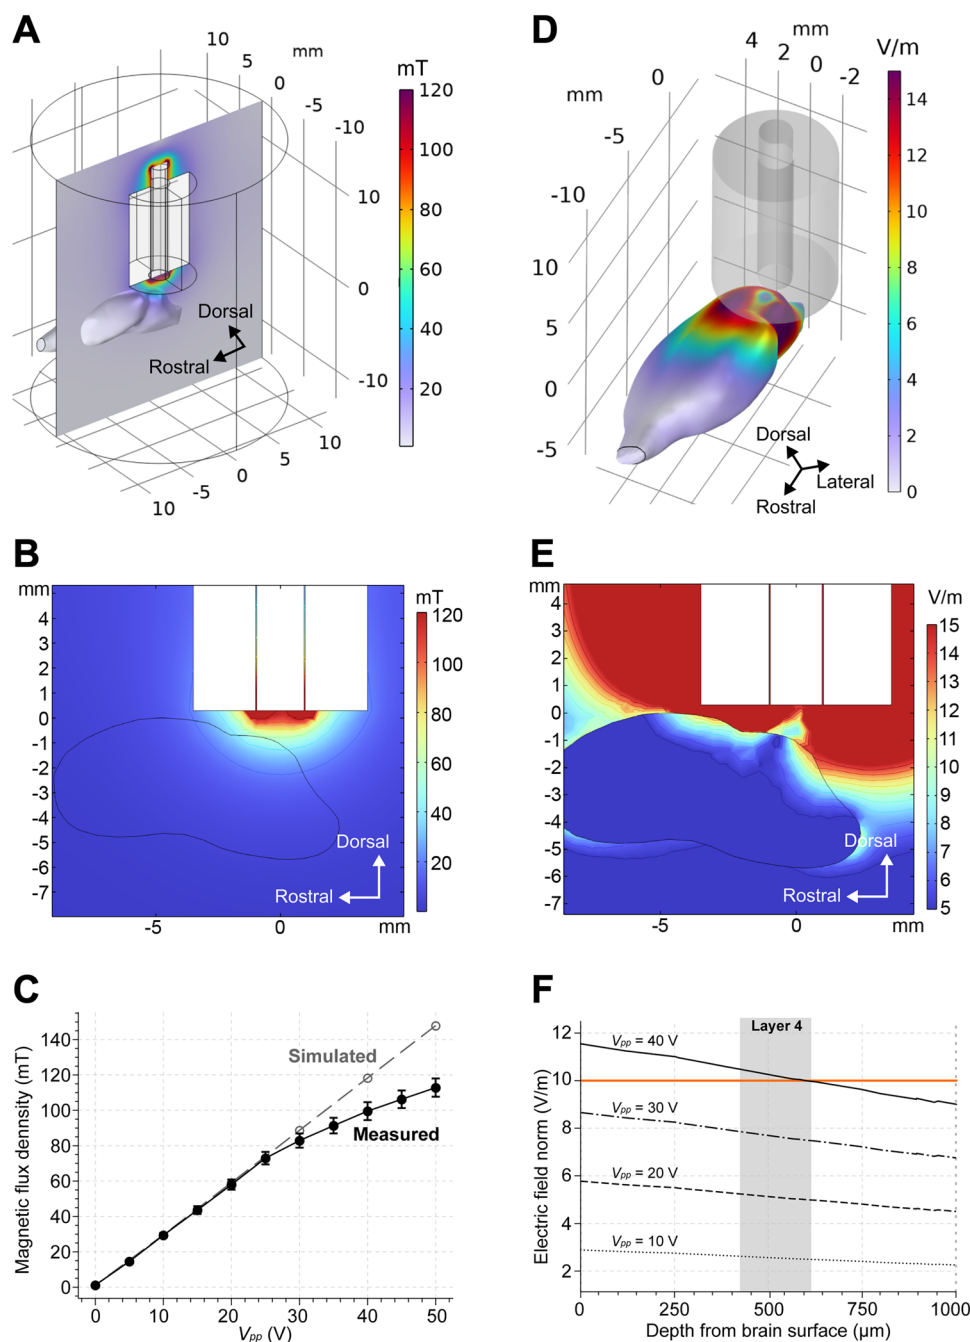 A
10
5
0
-5
-10
mm
mT
120
100
80
60
40
20
10
0
-10
Dorsal
Rostral
10
5
0
-5
10
D
mm
4
2
0
-2
V/m
mm
0
-5
-10
10
5
0
-5
14
12
10
8
6
4
2
0
Dorsal
Lateral
Rostral
B
mm
4
3
2
1
0
-1
-2
-3
-4
-5
-6
-7
mT
120
100
80
60
40
20
Dorsal
Rostral
-5
0
mm
E
mm
4
3
2
1
0
-1
-2
-3
-4
-5
-6
-7
V/m
15
14
13
12
11
10
9
8
7
6
5
Dorsal
Rostral
-5
0
mm
C
Magnetic flux dennsity (mT)
140
120
100
80
60
40
20
0
Simulated
Measured
0
10
20
30
40
50
Vpp (V)
F
Electric field norm (V/m)
12
10
8
6
4
2
Layer 4
Vpp = 40 V
Vpp = 30 V
Vpp = 20 V
Vpp = 10 V
0
250
500
750
1000
Depth from brain surface (µm)